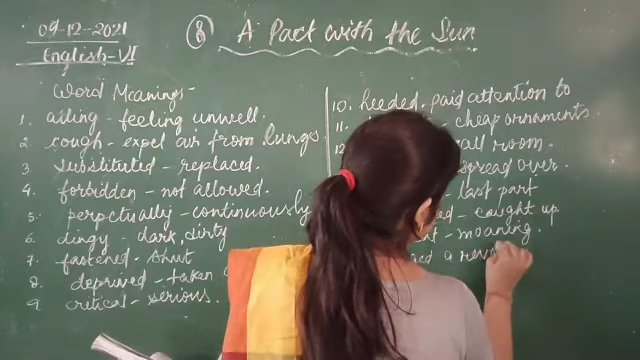 09-12-2021
English-VI
8 A Pact with the Sun
Word Meanings-
1. ailing - feeling unwell.
2. cough - expel air from lungs.
3. substituted - replaced.
4. forbidden - not allowed.
5. perpetually - continuously
6. dingy - dark, dirty
7. fastened - shut
8. deprived - taken
9. critical - serious.
10. heeded - paid attention to
11. - cheap ornaments.
12. room.
spread over.
- last part
- caught up
- moaning.
a